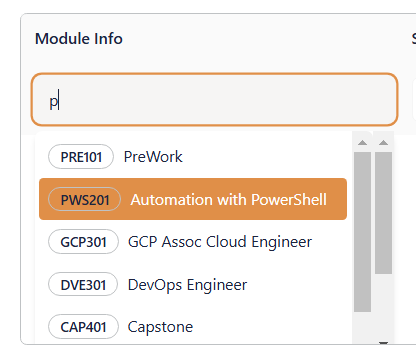 Module Info
p
PRE101 PreWork
PWS201 Automation with PowerShell
GCP301 GCP Assoc Cloud Engineer
DVE301 DevOps Engineer
CAP401 Capstone